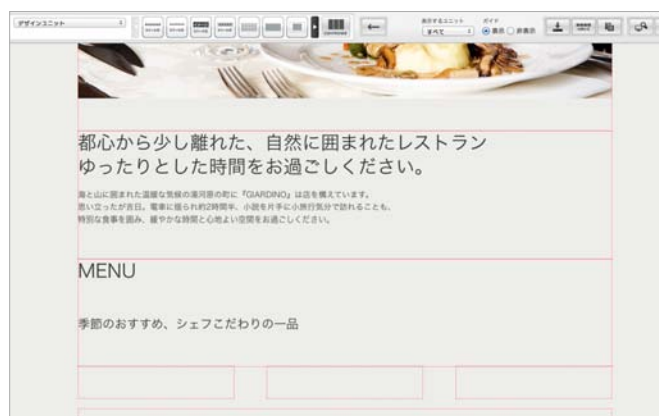 デザインユニット
表示するユニット
ガイド
すべて
表示
非表示
都心から少し離れた、自然に囲まれたレストラン
ゆったりとした時間をお過ごしください。
海と山に囲まれた温暖な気候の湯河原の町に『GIARDINO』は店を構えています。
思い立ったが吉日。電車に揺られ約2時間半、小説を片手に小旅行気分で訪れることも、
特別な食事を囲み、緩やかな時間と心地よい空間をお過ごしください。
MENU
季節のおすすめ、シェフこだわりの一品